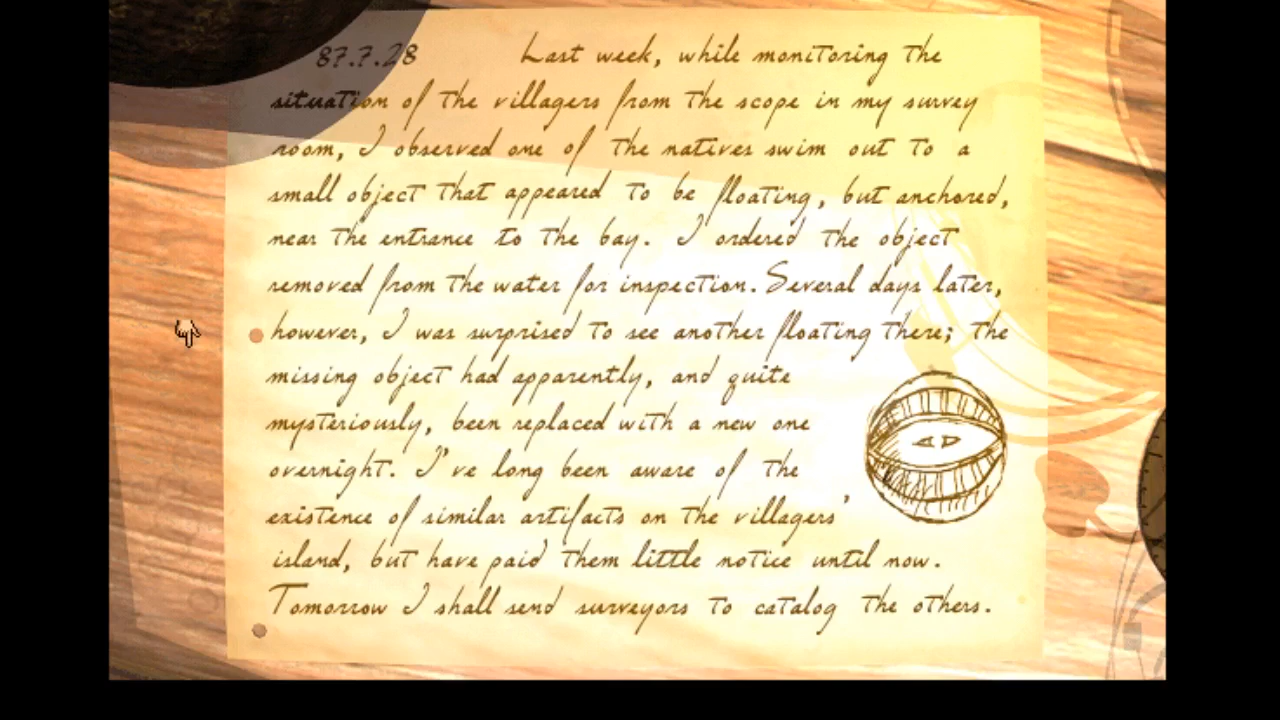 87.7.28 Last week, while monitoring the
situation of the villagers from the scope in my survey
room, I observed one of the natives swim out to a
small object that appeared to be floating, but anchored,
near the entrance to the bay. I ordered the object
removed from the water for inspection. Several days later,
however, I was surprised to see another floating there; the
missing object had apparently, and quite
mysteriously, been replaced with a new one
overnight. I've long been aware of the
existence of similar artifacts on the villagers'
island, but have paid them little notice until now.
Tomorrow I shall send surveyors to catalog the others.